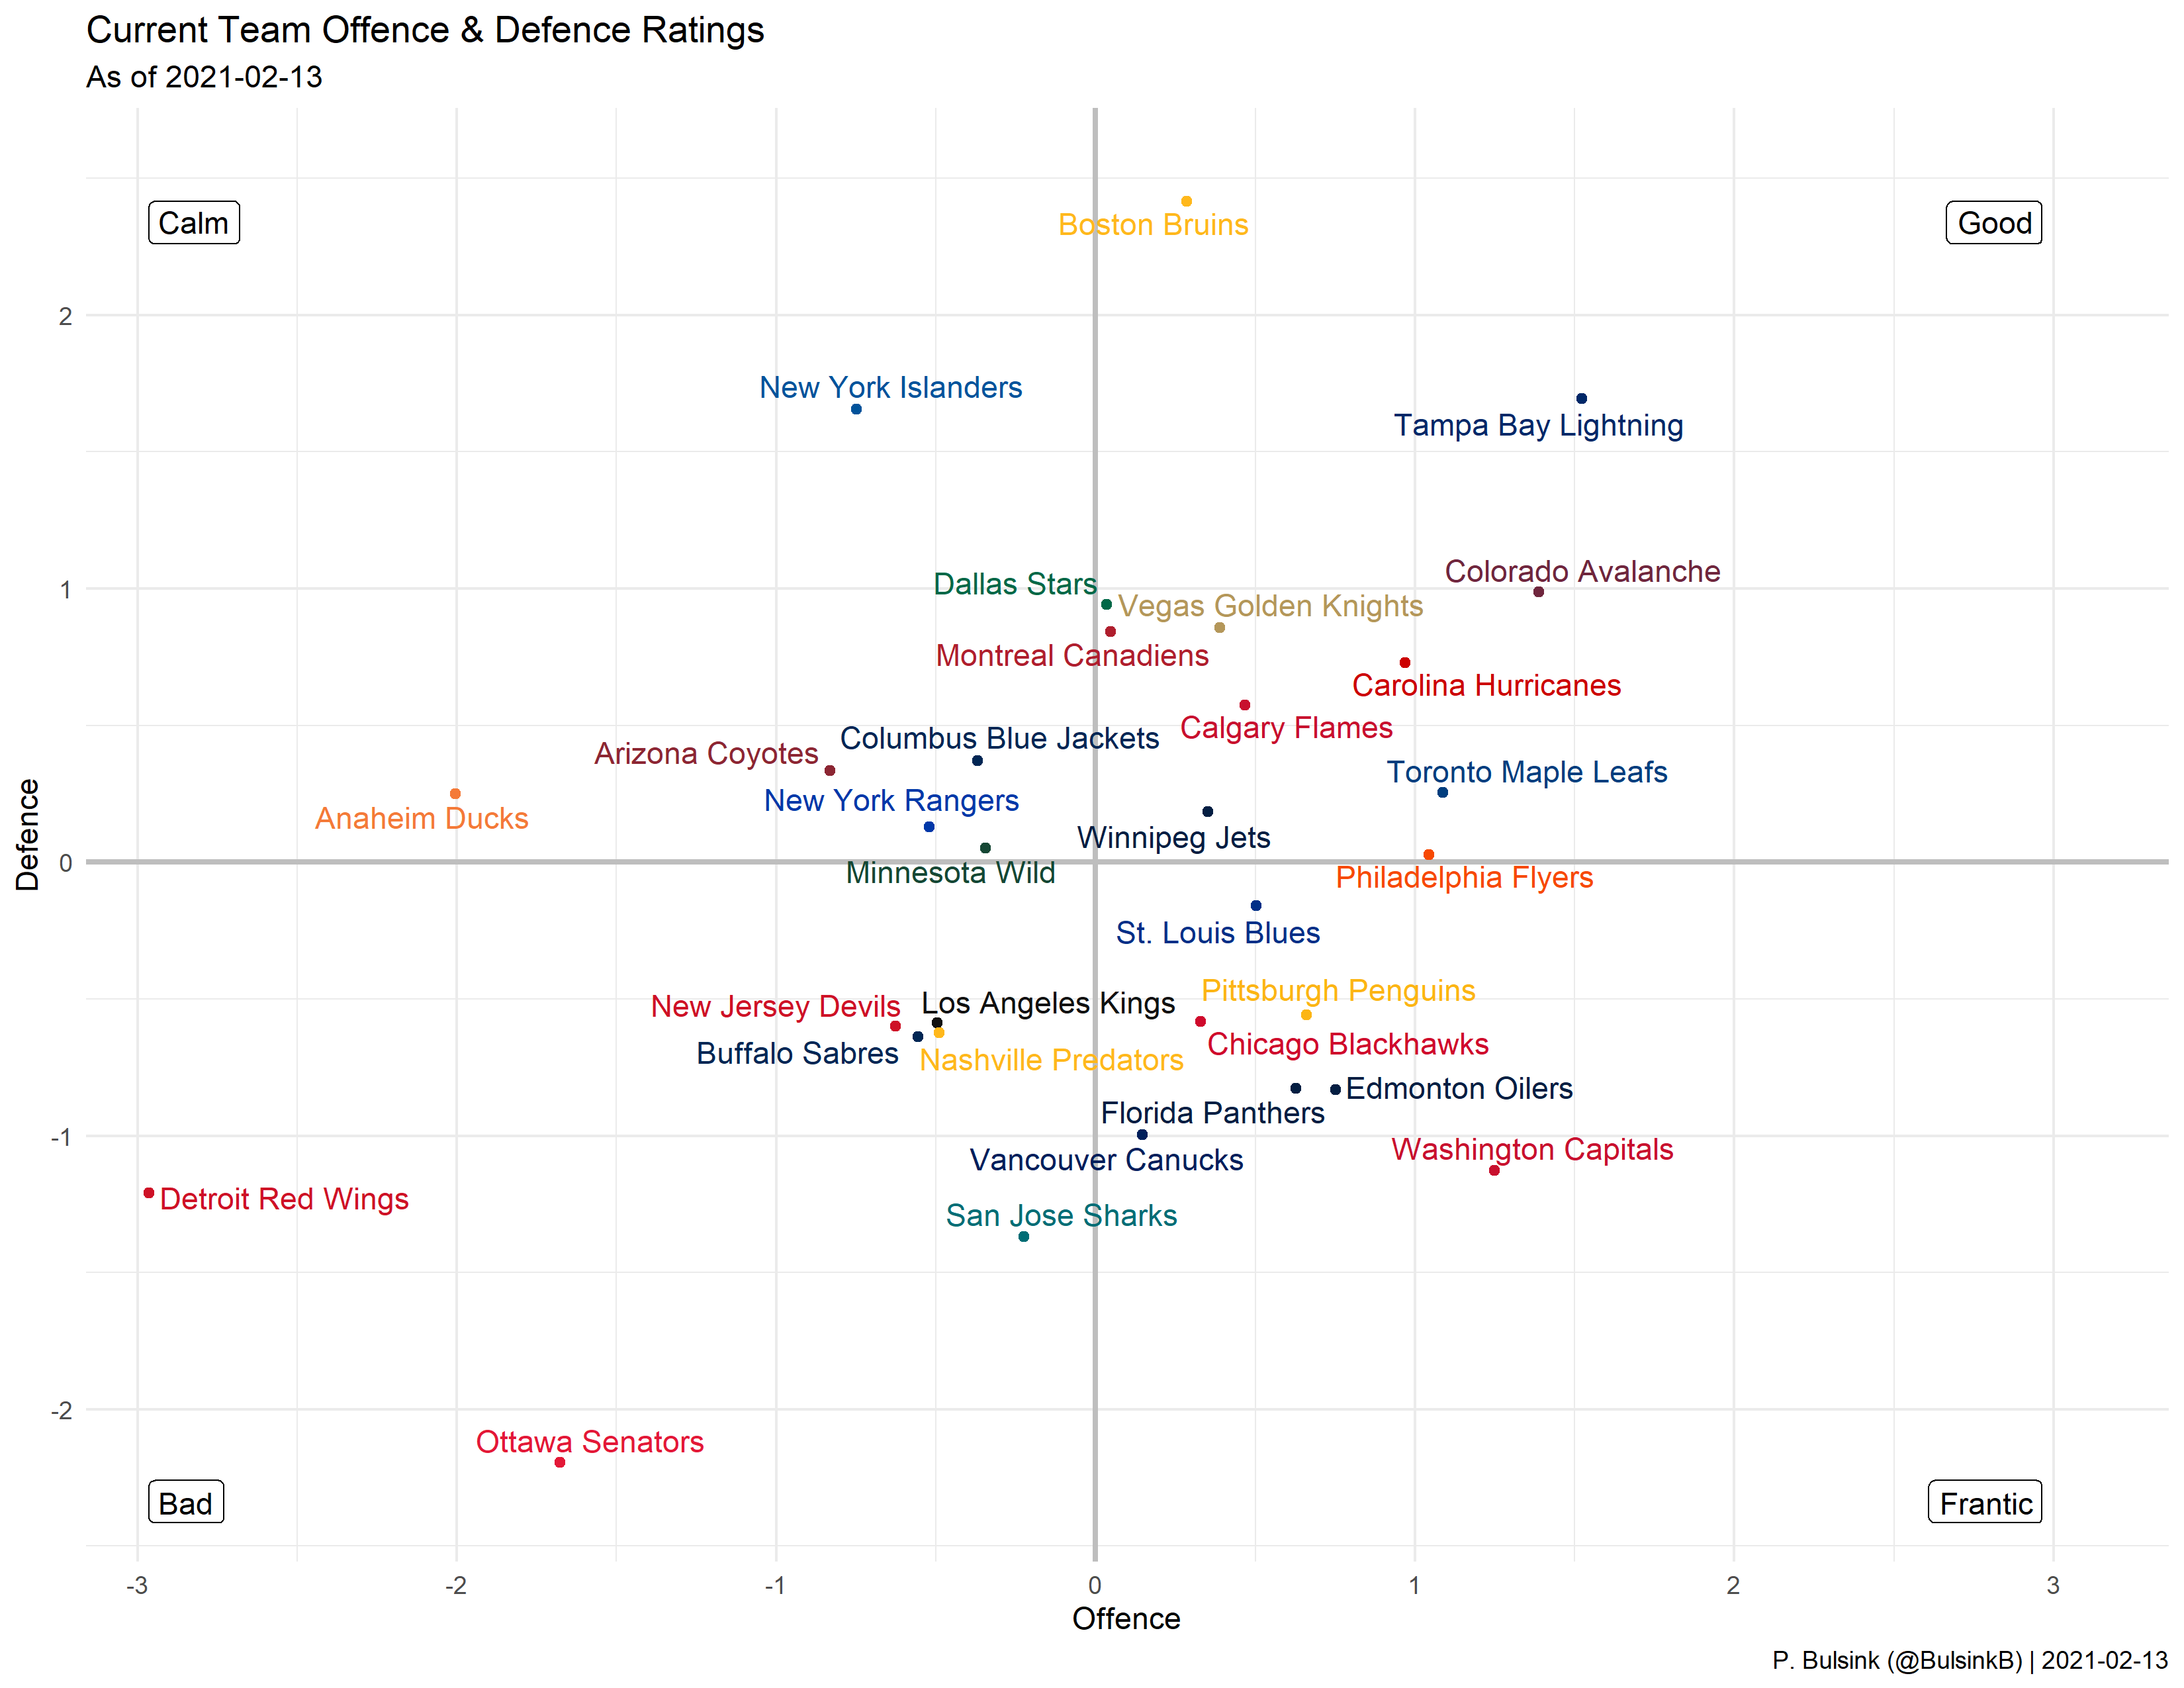 Current Team Offence & Defence Ratings
As of 2021-02-13
Calm
Good
Boston Bruins
2
New York Islanders
Tampa Bay Lightning
Colorado Avalanche
Dallas Stars
1
Vegas Golden Knights
Montreal Canadiens
Carolina Hurricanes
Calgary Flames
Columbus Blue Jackets
Arizona Coyotes
Toronto Maple Leafs
New York Rangers
Anaheim Ducks
Winnipeg Jets
Defence
0
Minnesota Wild
Philadelphia Flyers
St. Louis Blues
Pittsburgh Penguins
Los Angeles Kings
New Jersey Devils
Chicago Blackhawks
Buffalo Sabres
Nashville Predators
Edmonton Oilers
Florida Panthers
-1
Washington Capitals
Vancouver Canucks
Detroit Red Wings
San Jose Sharks
-2
Ottawa Senators
Bad
Frantic
-3 -2 -1 0 1 2 3
Offence
P. Bulsink (@BulsinkB) | 2021-02-13